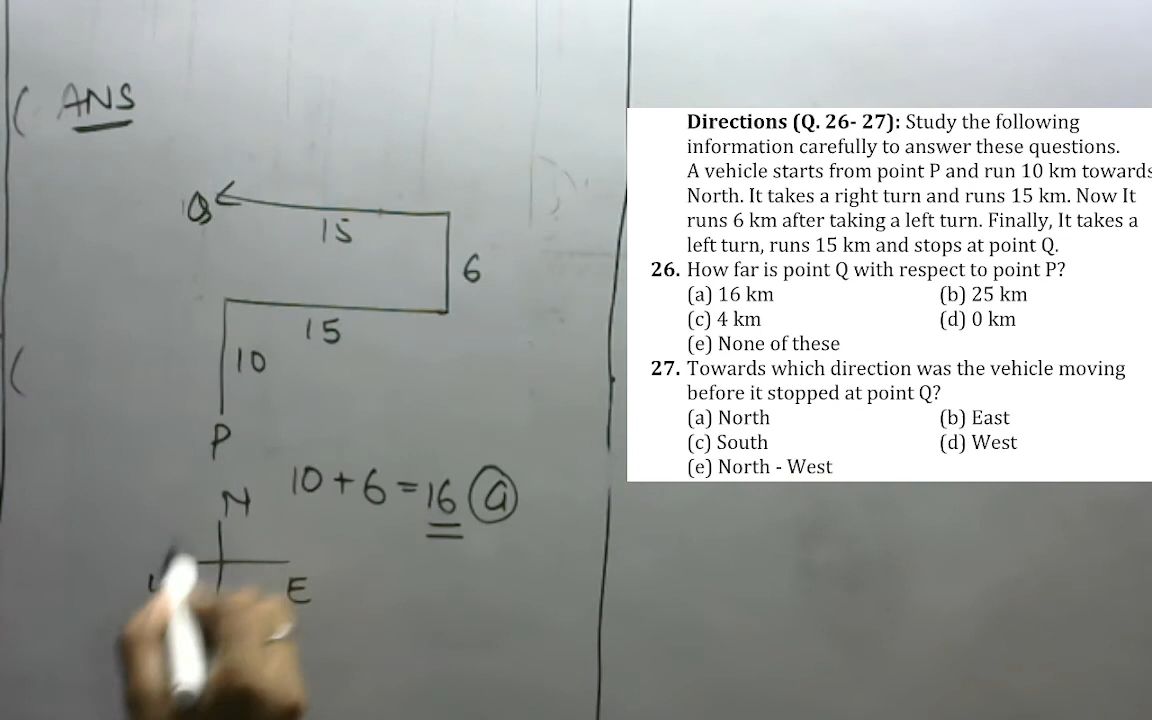 ANS
Q
15
6
15
10
P
10+6=16 (a)
N
E
Directions (Q. 26- 27): Study the following
information carefully to answer these questions.
A vehicle starts from point P and run 10 km towards
North. It takes a right turn and runs 15 km. Now It
runs 6 km after taking a left turn. Finally, It takes a
left turn, runs 15 km and stops at point Q.
26. How far is point Q with respect to point P?
(a) 16 km (b) 25 km
(c) 4 km (d) 0 km
(e) None of these
27. Towards which direction was the vehicle moving
before it stopped at point Q?
(a) North (b) East
(c) South (d) West
(e) North - West